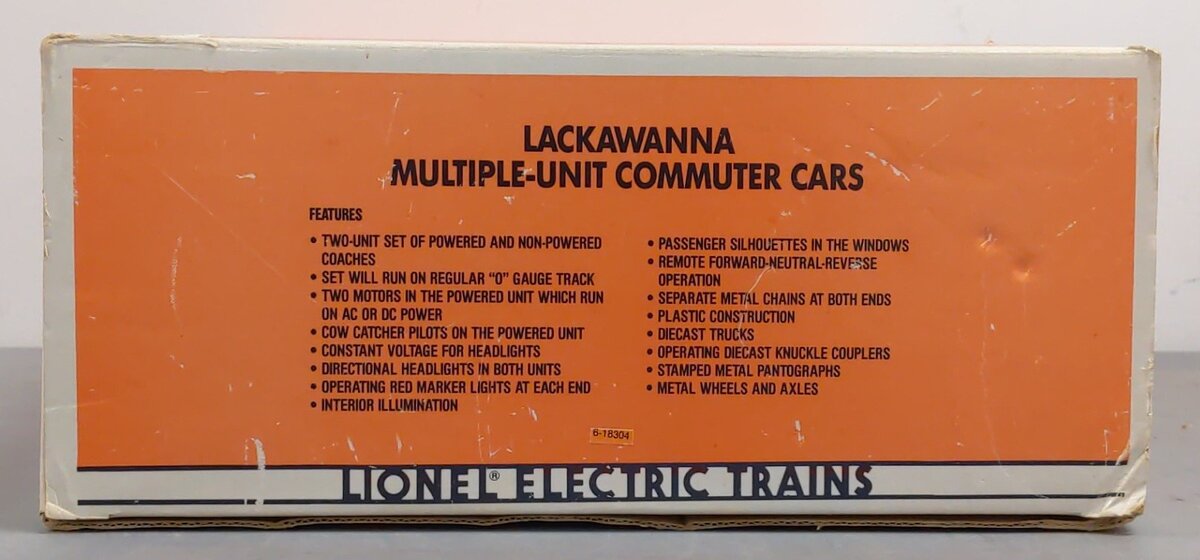 LACKAWANNA
MULTIPLE-UNIT COMMUTER CARS
FEATURES
• TWO-UNIT SET OF POWERED AND NON-POWERED
COACHES
• SET WILL RUN ON REGULAR "O" GAUGE TRACK
• TWO MOTORS IN THE POWERED UNIT WHICH RUN
ON AC OR DC POWER
• COW CATCHER PILOTS ON THE POWERED UNIT
• CONSTANT VOLTAGE FOR HEADLIGHTS
• DIRECTIONAL HEADLIGHTS IN BOTH UNITS
• OPERATING RED MARKER LIGHTS AT EACH END
• INTERIOR ILLUMINATION
• PASSENGER SILHOUETTES IN THE WINDOWS
• REMOTE FORWARD-NEUTRAL-REVERSE
OPERATION
• SEPARATE METAL CHAINS AT BOTH ENDS
• PLASTIC CONSTRUCTION
• DIECAST TRUCKS
• OPERATING DIECAST KNUCKLE COUPLERS
• STAMPED METAL PANTOGRAPHS
• METAL WHEELS AND AXLES
6-18304
LIONEL® ELECTRIC TRAINS